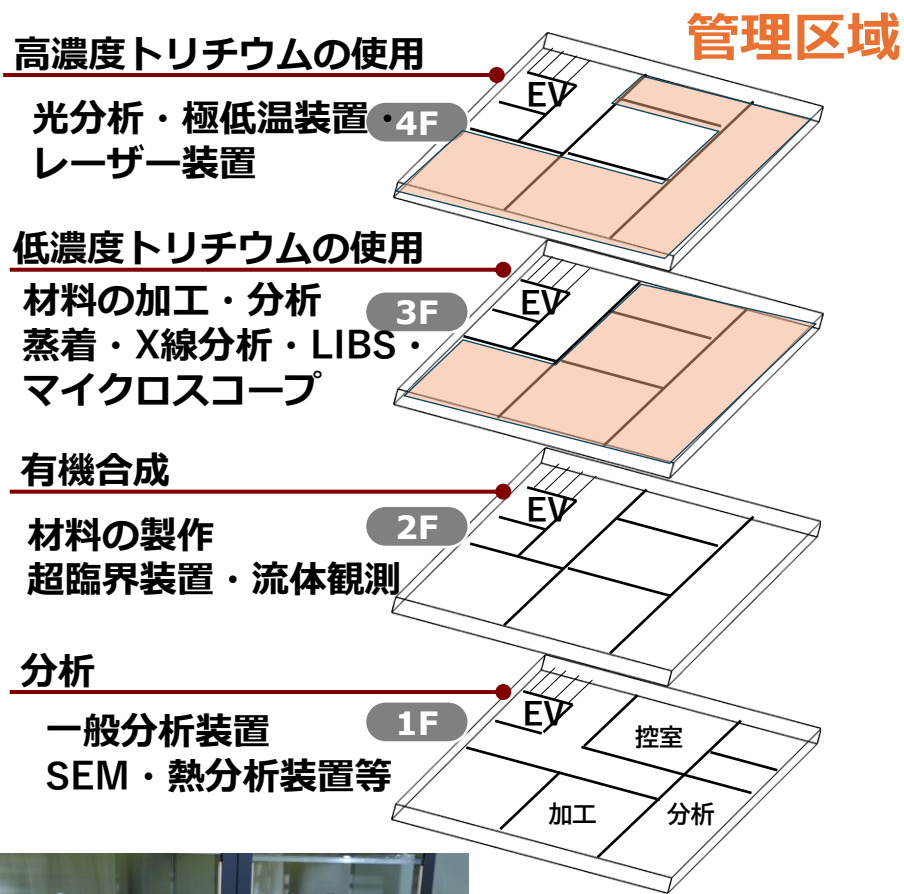 管理区域
高濃度トリチウムの使用
光分析・極低温装置・
レーザー装置
4F
EV
低濃度トリチウムの使用
材料の加工・分析
蒸着・X線分析・LIBS・
マイクロスコープ
3F
EV
有機合成
材料の製作
超臨界装置・流体観測
2F
EV
分析
一般分析装置
SEM・熱分析装置等
1F
EV
控室
加工
分析